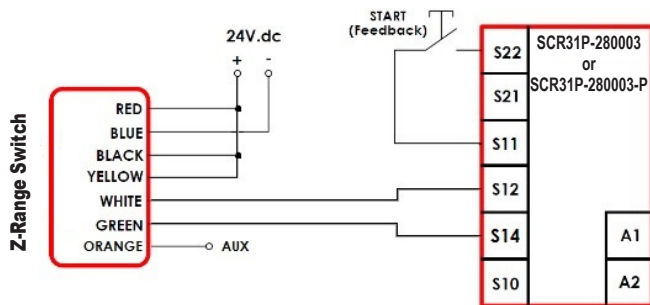 START
(Feedback)
24V.dc
+ -
Z-Range Switch
RED
BLUE
BLACK
YELLOW
WHITE
GREEN
ORANGE
AUX
S22
S21
S11
S12
S14
S10
SCR31P-280003
or
SCR31P-280003-P
A1
A2